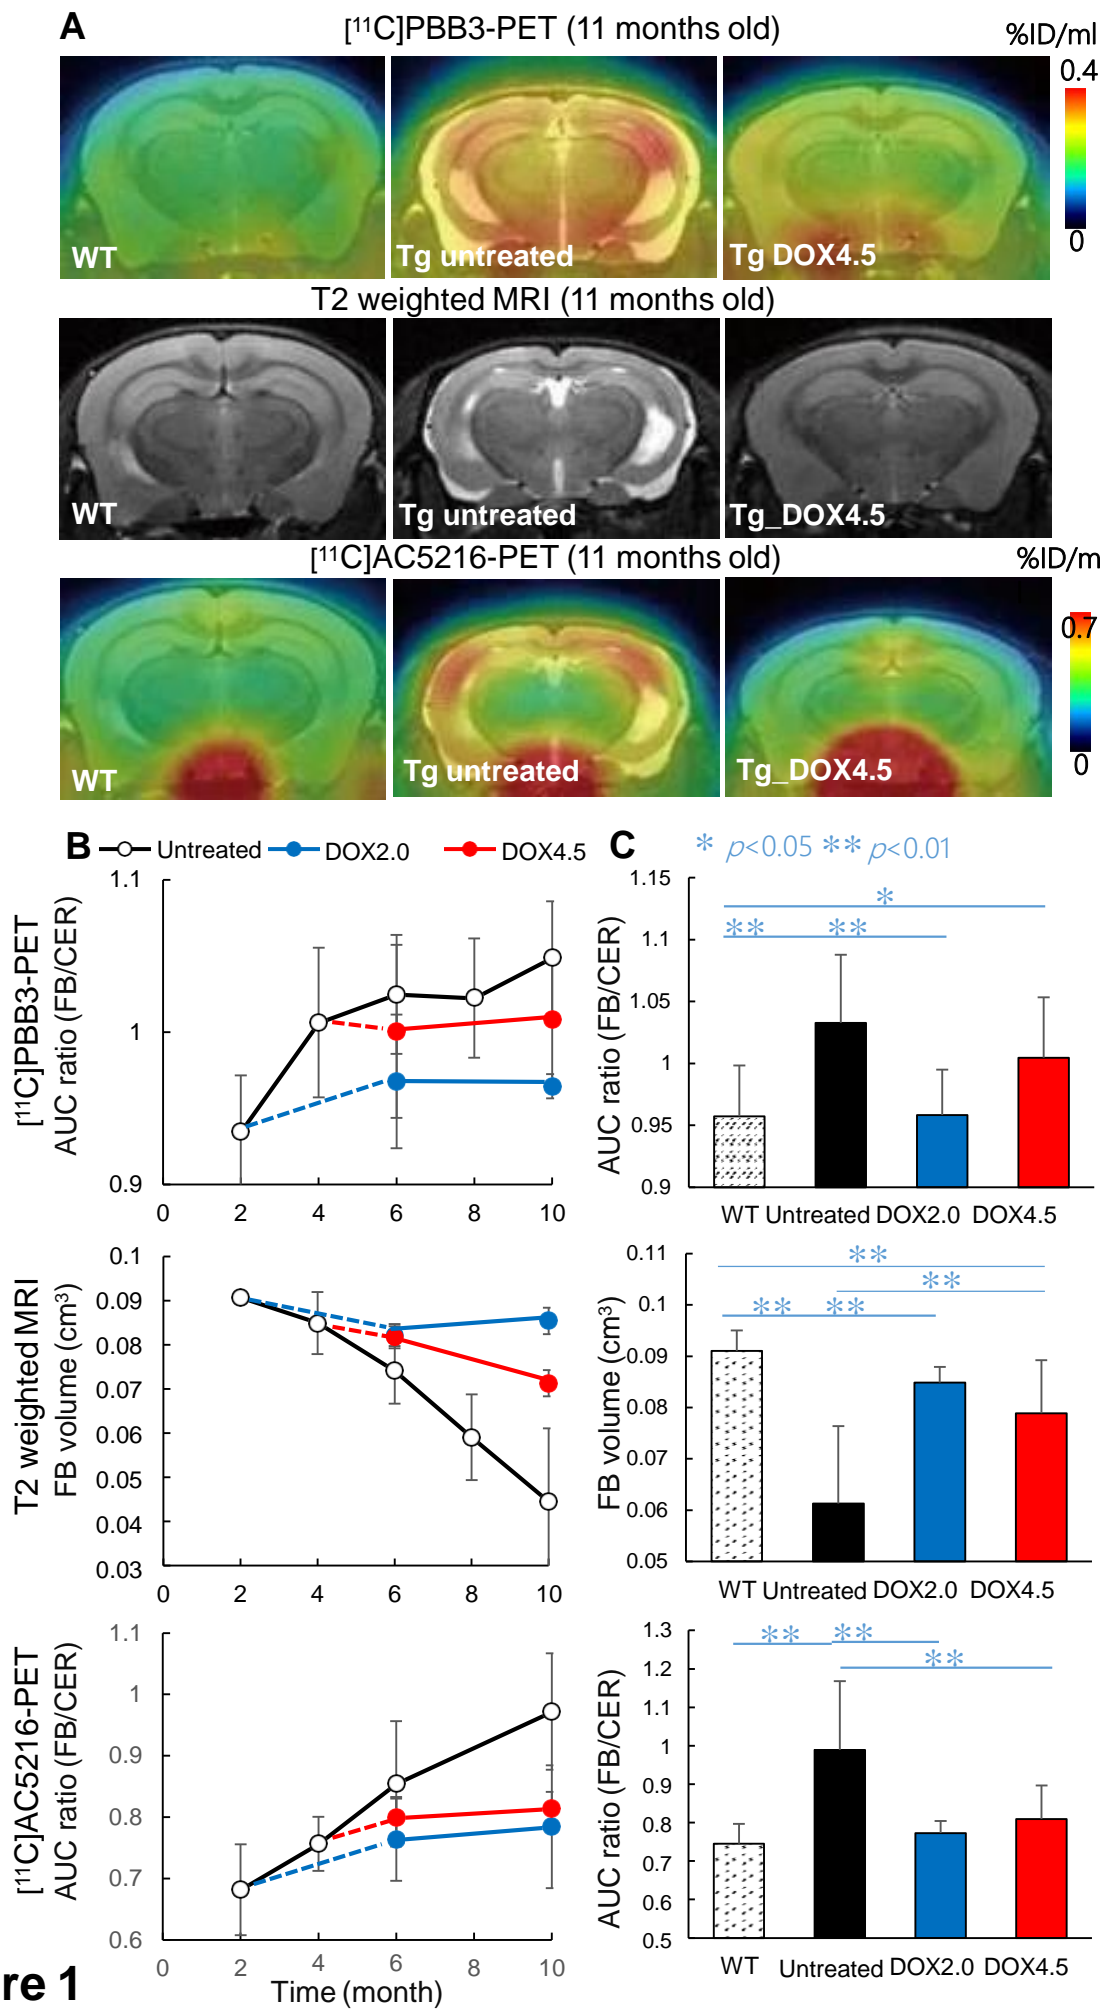 A
[¹¹C]PBB3-PET (11 months old)
%ID/ml
0.4
0
WT
Tg untreated
Tg DOX4.5
T2 weighted MRI (11 months old)
WT
Tg untreated
Tg_DOX4.5
[¹¹C]AC5216-PET (11 months old)
%ID/m
0.7
0
WT
Tg untreated
Tg_DOX4.5
B
Untreated
DOX2.0
DOX4.5
[¹¹C]PBB3-PET
AUC ratio (FB/CER)
1.1
1
0.9
0 2 4 6 8 10
T2 weighted MRI
FB volume (cm³)
0.1
0.09
0.08
0.07
0.06
0.05
0.04
0.03
0 2 4 6 8 10
[¹¹C]AC5216-PET
AUC ratio (FB/CER)
1.1
1
0.9
0.8
0.7
0.6
0 2 4 6 8 10
Time (month)
C
* p<0.05 ** p<0.01
AUC ratio (FB/CER)
1.15
1.1
1.05
1
0.95
0.9
*
** **
WT Untreated DOX2.0 DOX4.5
FB volume (cm³)
0.11
0.1
0.09
0.08
0.07
0.06
0.05
**
**
** **
WT Untreated DOX2.0 DOX4.5
AUC ratio (FB/CER)
1.3
1.2
1.1
1
0.9
0.8
0.7
0.6
0.5
** **
**
WT Untreated DOX2.0 DOX4.5
re 1